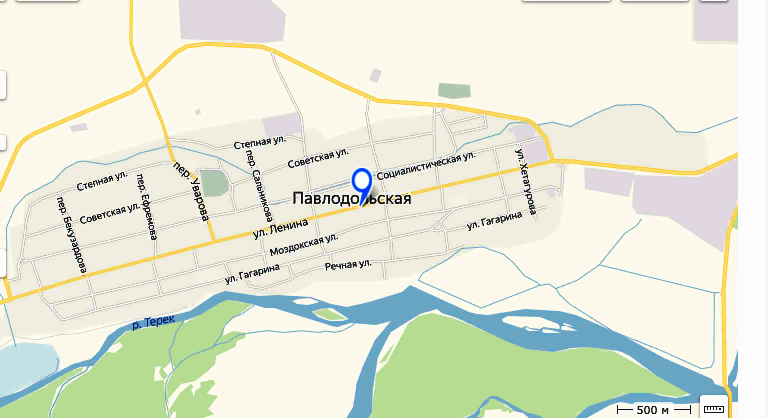 Степная ул.
Советская ул.
Социалистическая ул.
ул. Хетагурова
пер. Сальникова
пер. Уварова
Степная ул.
пер. Ефремова
пер. Бекузардова
Советская ул.
Павлодольская
ул. Ленина
ул. Гагарина
Моздокская ул.
Речная ул.
ул. Гагарина
р. Терек
500 м